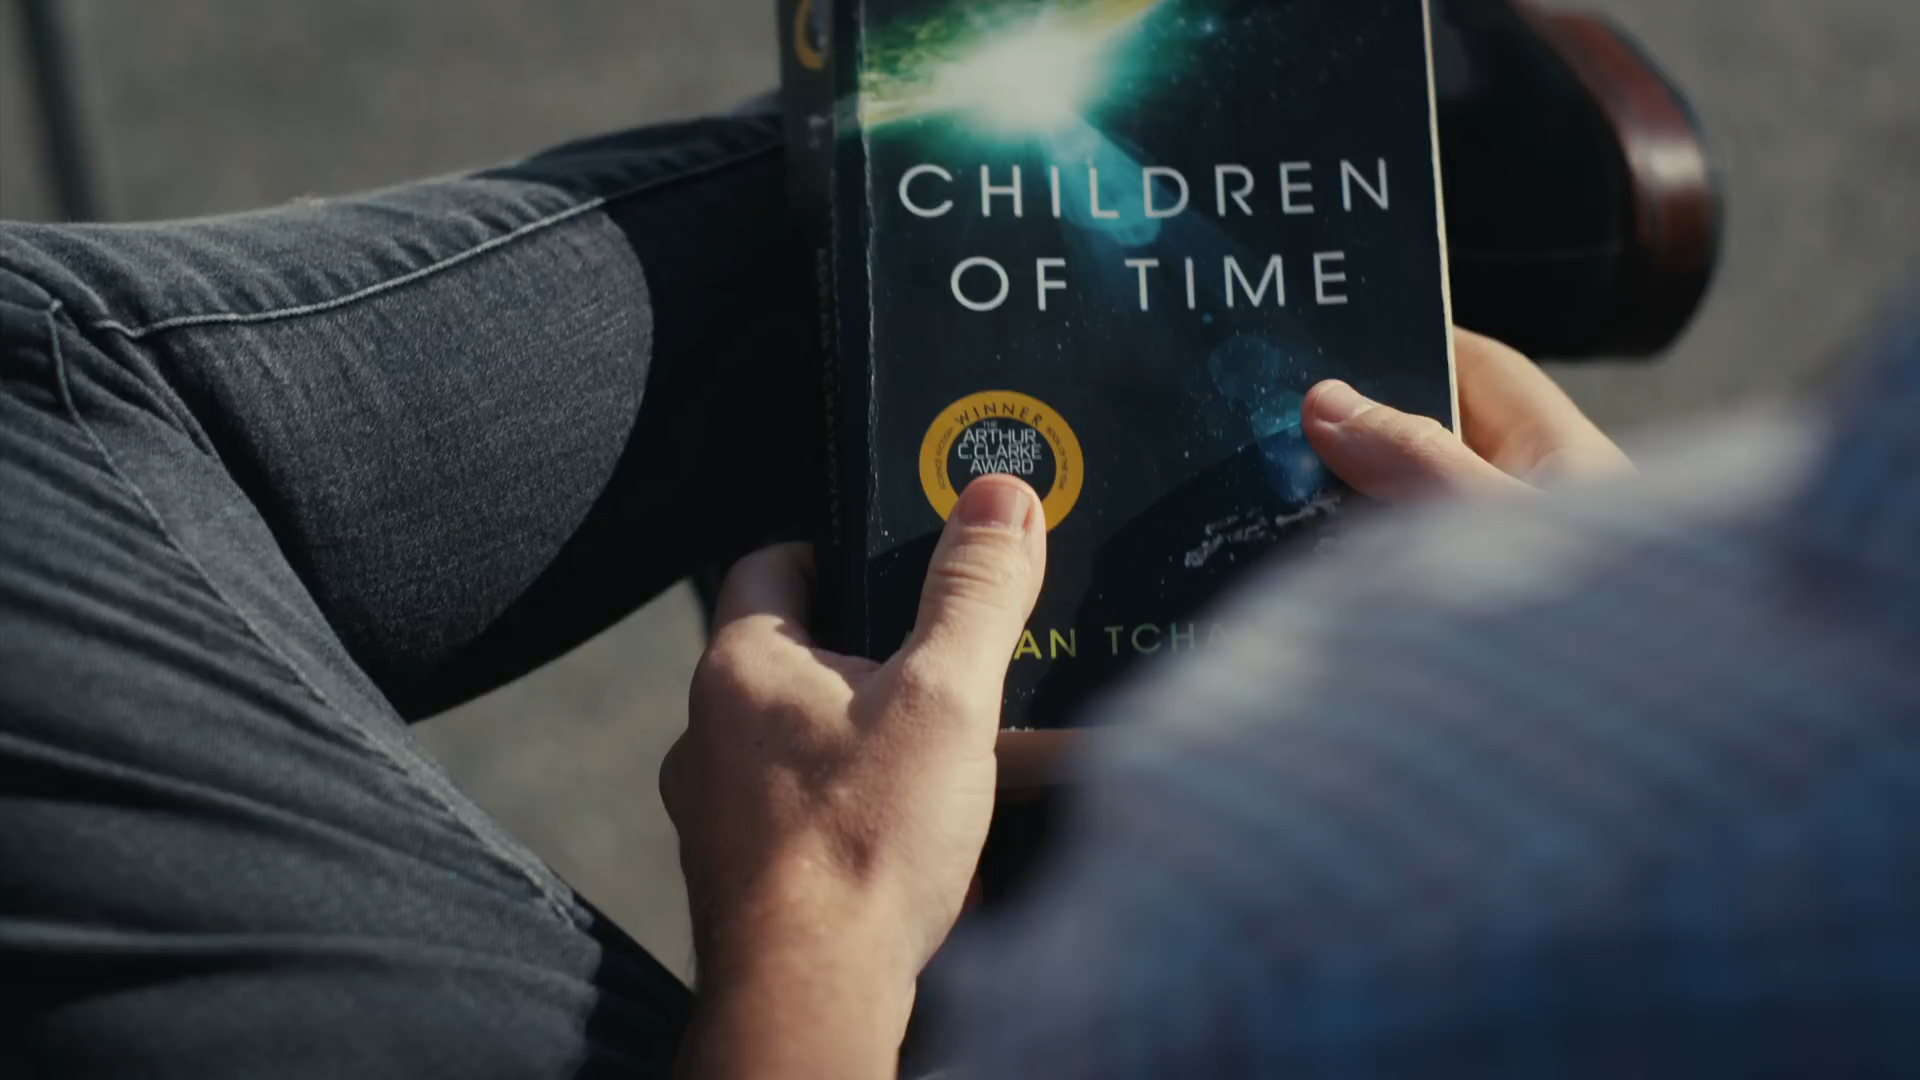 CHILDREN
OF TIME
WINNER
THE
ARTHUR
C.CLARKE
AWARD
AN TCHA